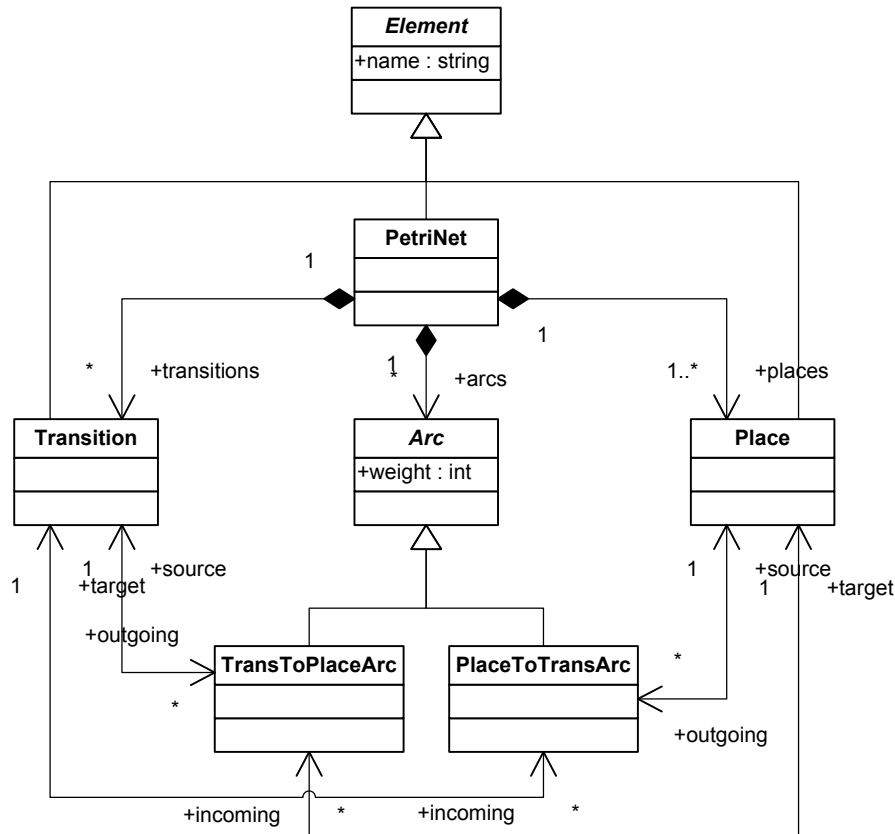 Element
+name : string
PetriNet
1
1
1
*
*
+transitions
+arcs
1..*
+places
Transition
Arc
Place
+weight : int
1
1
+source
+target
1
1
+source
+target
+outgoing
TransToPlaceArc
PlaceToTransArc
*
*
+outgoing
+incoming
*
+incoming
*